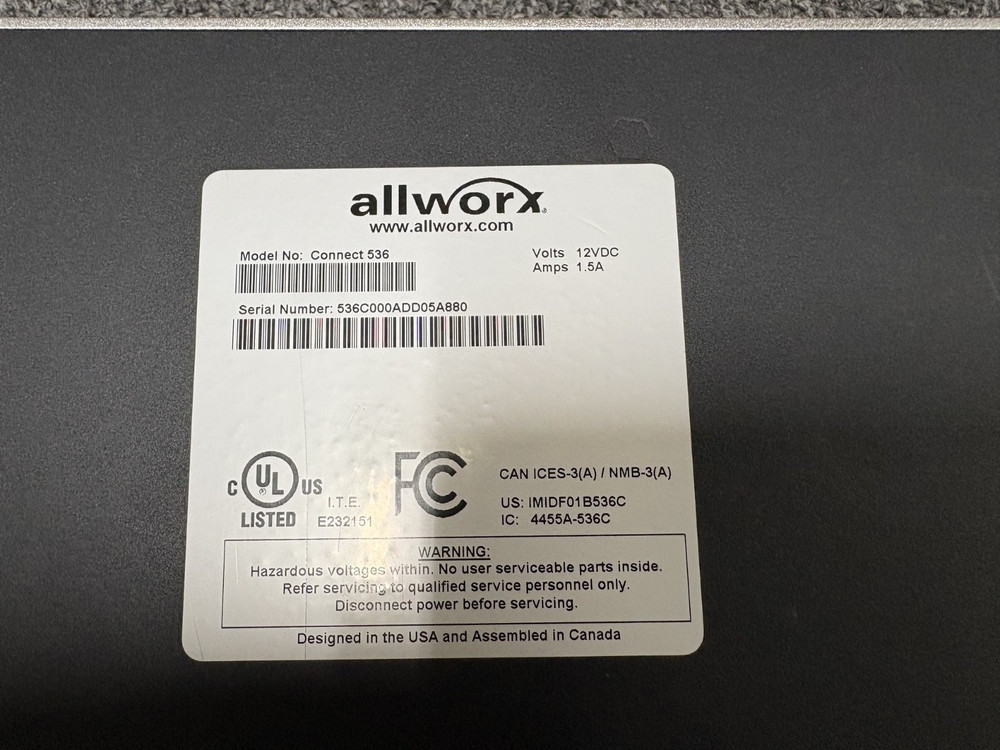 allworx
www.allworx.com
Model No: Connect 536
Volts 12VDC
Amps 1.5A
Serial Number: 536C000ADD05A880
C UL US
LISTED
I.T.E.
E232151
FC
CAN ICES-3(A) / NMB-3(A)
US: IMIDF01B536C
IC: 4455A-536C
WARNING:
Hazardous voltages within. No user serviceable parts inside.
Refer servicing to qualified service personnel only.
Disconnect power before servicing.
Designed in the USA and Assembled in Canada